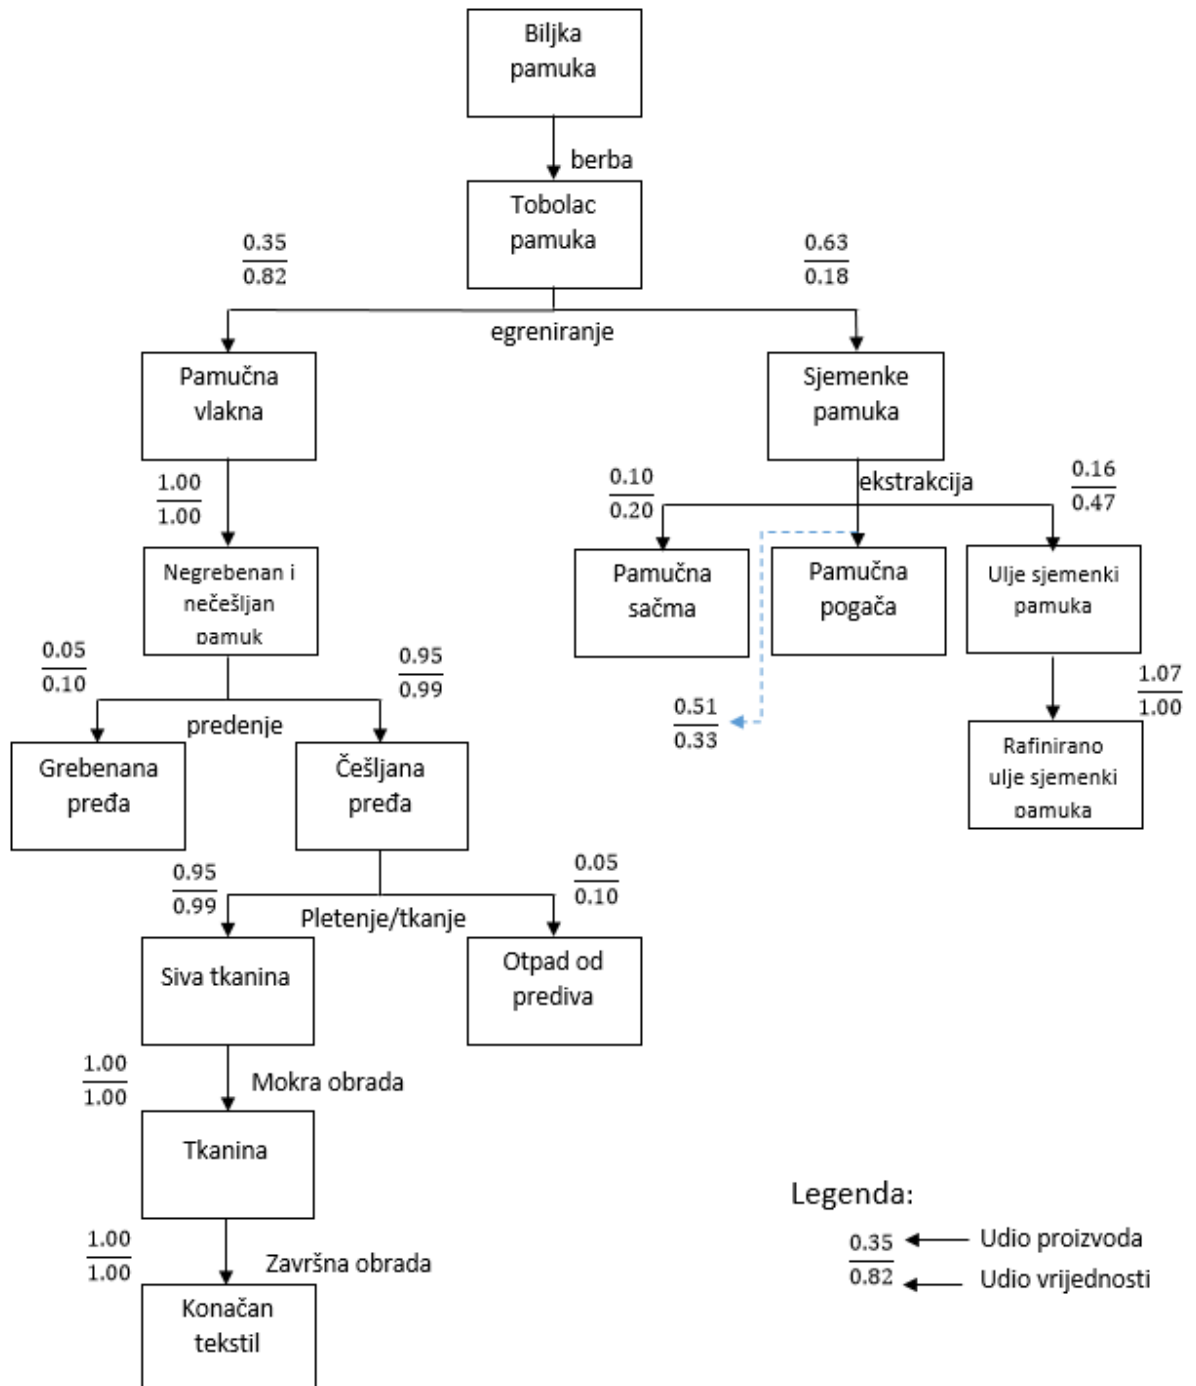 Biljka
pamuka
berba
Tobolac
pamuka
0.35
0.82
0.63
0.18
egreniranje
Pamučna
vlakna
Sjemenke
pamuka
1.00
1.00
0.10
0.20
ekstrakcija
0.16
0.47
Negrebenan i
nečešljan
pamuk
Pamučna
sačma
Pamučna
pogača
Ulje sjemenki
pamuka
0.05
0.10
0.95
0.99
predenje
0.51
0.33
1.07
1.00
Grebenana
pređa
Češljana
pređa
Rafinirano
ulje sjemenki
pamuka
0.95
0.99
Pletenje/tkanje
0.05
0.10
Siva tkanina
Otpad od
prediva
1.00
1.00
Mokra obrada
Tkanina
1.00
1.00
Završna obrada
Konačan
tekstil
Legenda:
0.35
0.82
Udio proizvoda
Udio vrijednosti